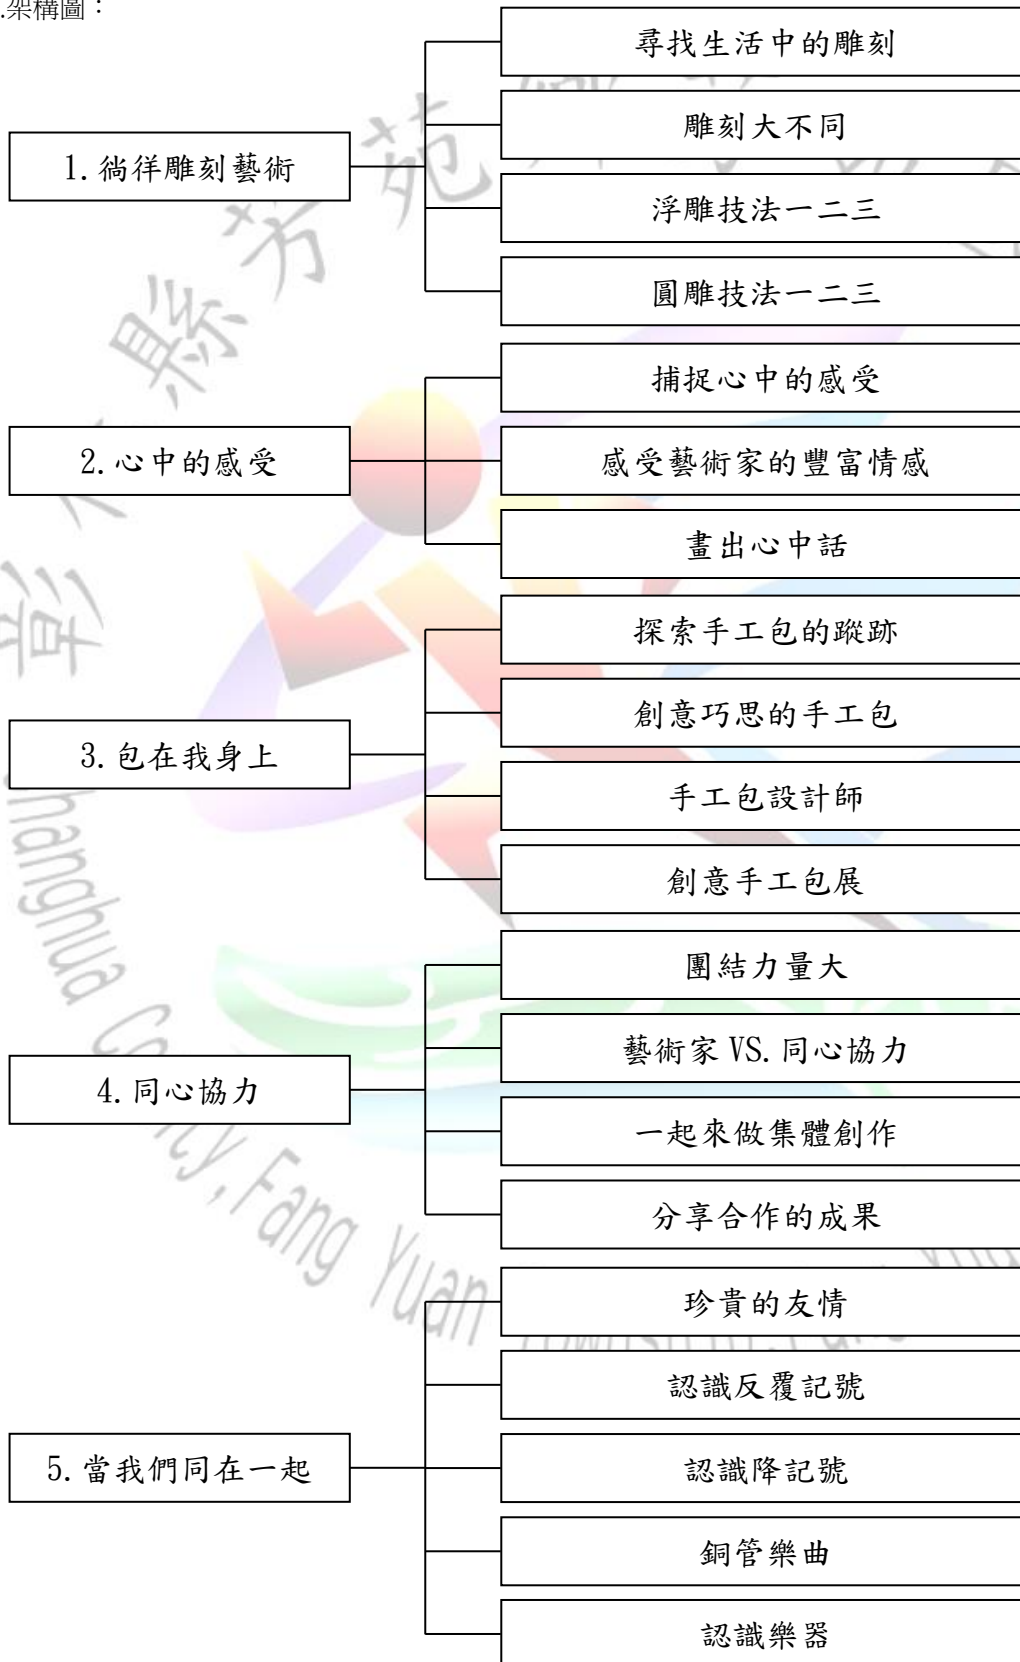 .架構圖：
1.徜徉雕刻藝術
尋找生活中的雕刻
雕刻大不同
浮雕技法一二三
圓雕技法一二三
2.心中的感受
捕捉心中的感受
感受藝術家的豐富情感
畫出心中話
3.包在我身上
探索手工包的蹤跡
創意巧思的手工包
手工包設計師
創意手工包展
4.同心協力
團結力量大
藝術家 VS.同心協力
一起來做集體創作
分享合作的成果
5.當我們同在一起
珍貴的友情
認識反覆記號
認識降記號
銅管樂曲
認識樂器
縣芳苑
Fang Yuan